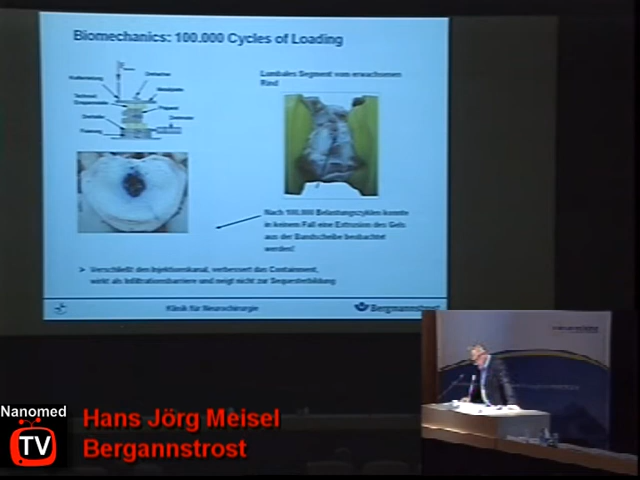 Biomechanics: 100.000 Cycles of Loading
Lumbales Segment vom erwachsenen
Rind
Nach 100.000 Belastungszyklen konnte
in keinem Fall eine Extrusion des Gels
aus der Bandscheibe beobachtet
werden!
Verschließt den Injektionskanal, verbessert das Containment,
wirkt als Infiltrationsbarriere und neigt nicht zur Sequesterbildung
Klinik für Neurochirurgie
Bergmannstrost
Nanomed
TV
Hans Jörg Meisel
Bergannstrost